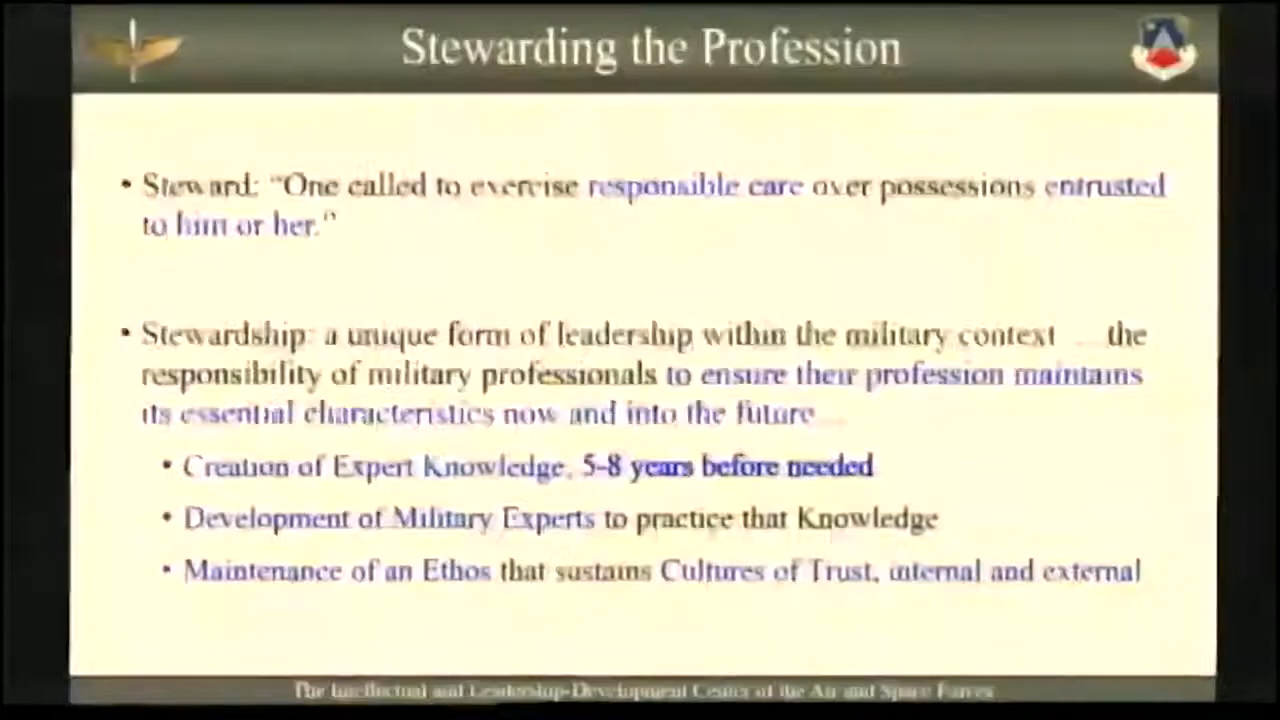 Stewarding the Profession
• Steward: “One called to exercise responsible care over possessions entrusted
to him or her.”
• Stewardship: a unique form of leadership within the military context … the
responsibility of military professionals to ensure their profession maintains
its essential characteristics now and into the future…
• Creation of Expert Knowledge, 5-8 years before needed
• Development of Military Experts to practice that Knowledge
• Maintenance of an Ethos that sustains Cultures of Trust, internal and external
The Intellectual and Leadership-Development Center of the Air and Space Forces